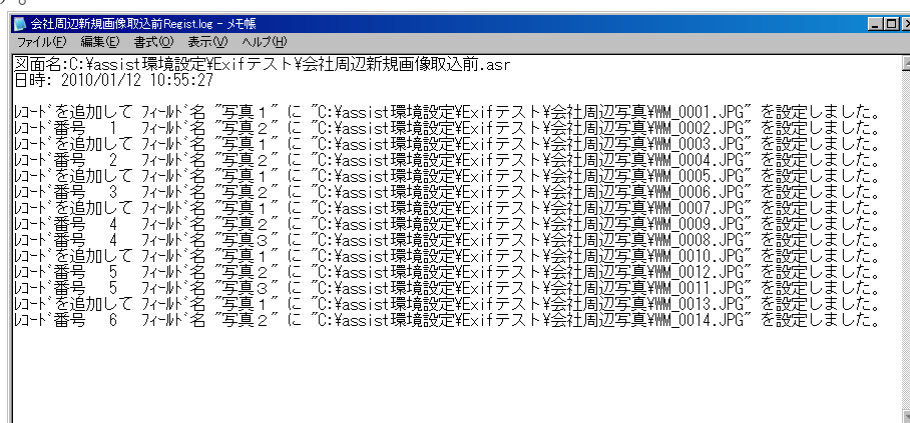 す。
会社周辺新規画像取込前Regist.log - メモ帳
ファイル(F) 編集(E) 書式(O) 表示(V) ヘルプ(H)
図面名:C:¥assist環境設定¥Exifテスト¥会社周辺新規画像取込前.asr
日時: 2010/01/12 10:55:27
ﾚｺｰﾄﾞを追加して ﾌｨｰﾙﾄﾞ名 "写真１" に "C:¥assist環境設定¥Exifテスト¥会社周辺写真¥WM_0001.JPG" を設定しました。
ﾚｺｰﾄﾞ番号 1 ﾌｨｰﾙﾄﾞ名 "写真２" に "C:¥assist環境設定¥Exifテスト¥会社周辺写真¥WM_0002.JPG" を設定しました。
ﾚｺｰﾄﾞを追加して ﾌｨｰﾙﾄﾞ名 "写真１" に "C:¥assist環境設定¥Exifテスト¥会社周辺写真¥WM_0003.JPG" を設定しました。
ﾚｺｰﾄﾞ番号 2 ﾌｨｰﾙﾄﾞ名 "写真２" に "C:¥assist環境設定¥Exifテスト¥会社周辺写真¥WM_0004.JPG" を設定しました。
ﾚｺｰﾄﾞを追加して ﾌｨｰﾙﾄﾞ名 "写真１" に "C:¥assist環境設定¥Exifテスト¥会社周辺写真¥WM_0005.JPG" を設定しました。
ﾚｺｰﾄﾞ番号 3 ﾌｨｰﾙﾄﾞ名 "写真２" に "C:¥assist環境設定¥Exifテスト¥会社周辺写真¥WM_0006.JPG" を設定しました。
ﾚｺｰﾄﾞを追加して ﾌｨｰﾙﾄﾞ名 "写真１" に "C:¥assist環境設定¥Exifテスト¥会社周辺写真¥WM_0007.JPG" を設定しました。
ﾚｺｰﾄﾞ番号 4 ﾌｨｰﾙﾄﾞ名 "写真２" に "C:¥assist環境設定¥Exifテスト¥会社周辺写真¥WM_0009.JPG" を設定しました。
ﾚｺｰﾄﾞ番号 4 ﾌｨｰﾙﾄﾞ名 "写真３" に "C:¥assist環境設定¥Exifテスト¥会社周辺写真¥WM_0008.JPG" を設定しました。
ﾚｺｰﾄﾞを追加して ﾌｨｰﾙﾄﾞ名 "写真１" に "C:¥assist環境設定¥Exifテスト¥会社周辺写真¥WM_0010.JPG" を設定しました。
ﾚｺｰﾄﾞ番号 5 ﾌｨｰﾙﾄﾞ名 "写真２" に "C:¥assist環境設定¥Exifテスト¥会社周辺写真¥WM_0012.JPG" を設定しました。
ﾚｺｰﾄﾞ番号 5 ﾌｨｰﾙﾄﾞ名 "写真３" に "C:¥assist環境設定¥Exifテスト¥会社周辺写真¥WM_0011.JPG" を設定しました。
ﾚｺｰﾄﾞを追加して ﾌｨｰﾙﾄﾞ名 "写真１" に "C:¥assist環境設定¥Exifテスト¥会社周辺写真¥WM_0013.JPG" を設定しました。
ﾚｺｰﾄﾞ番号 6 ﾌｨｰﾙﾄﾞ名 "写真２" に "C:¥assist環境設定¥Exifテスト¥会社周辺写真¥WM_0014.JPG" を設定しました。